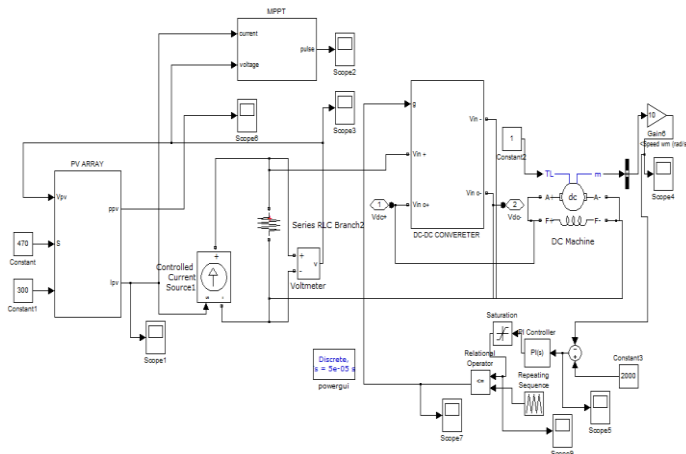 MPPT
current
voltage
pulse
Scope2
Scope6
Scope3
PV ARRAY
Vpv
S
ppv
Ipv
470
Constant
300
Constant1
Scope1
Controlled
Current
Source1
+
-
Series RLC Branch2
+
-
v
Voltmeter
g
Vin +
Vin o+
Vin -
Vin o-
DC-DC CONVERETER
1
Vdo+
2
Vdo-
1
Constant2
TL
m
A+
dc
A-
F+
F-
DC Machine
10
Gain6
<Speed wm (rad/s
Scope4
Discrete,
s = 5e-05 s
powergui
Saturation
PI Controller
PI(s)
Relational
Operator
<=
Repeating
Sequence
Constant3
2000
Scope7
Scope5